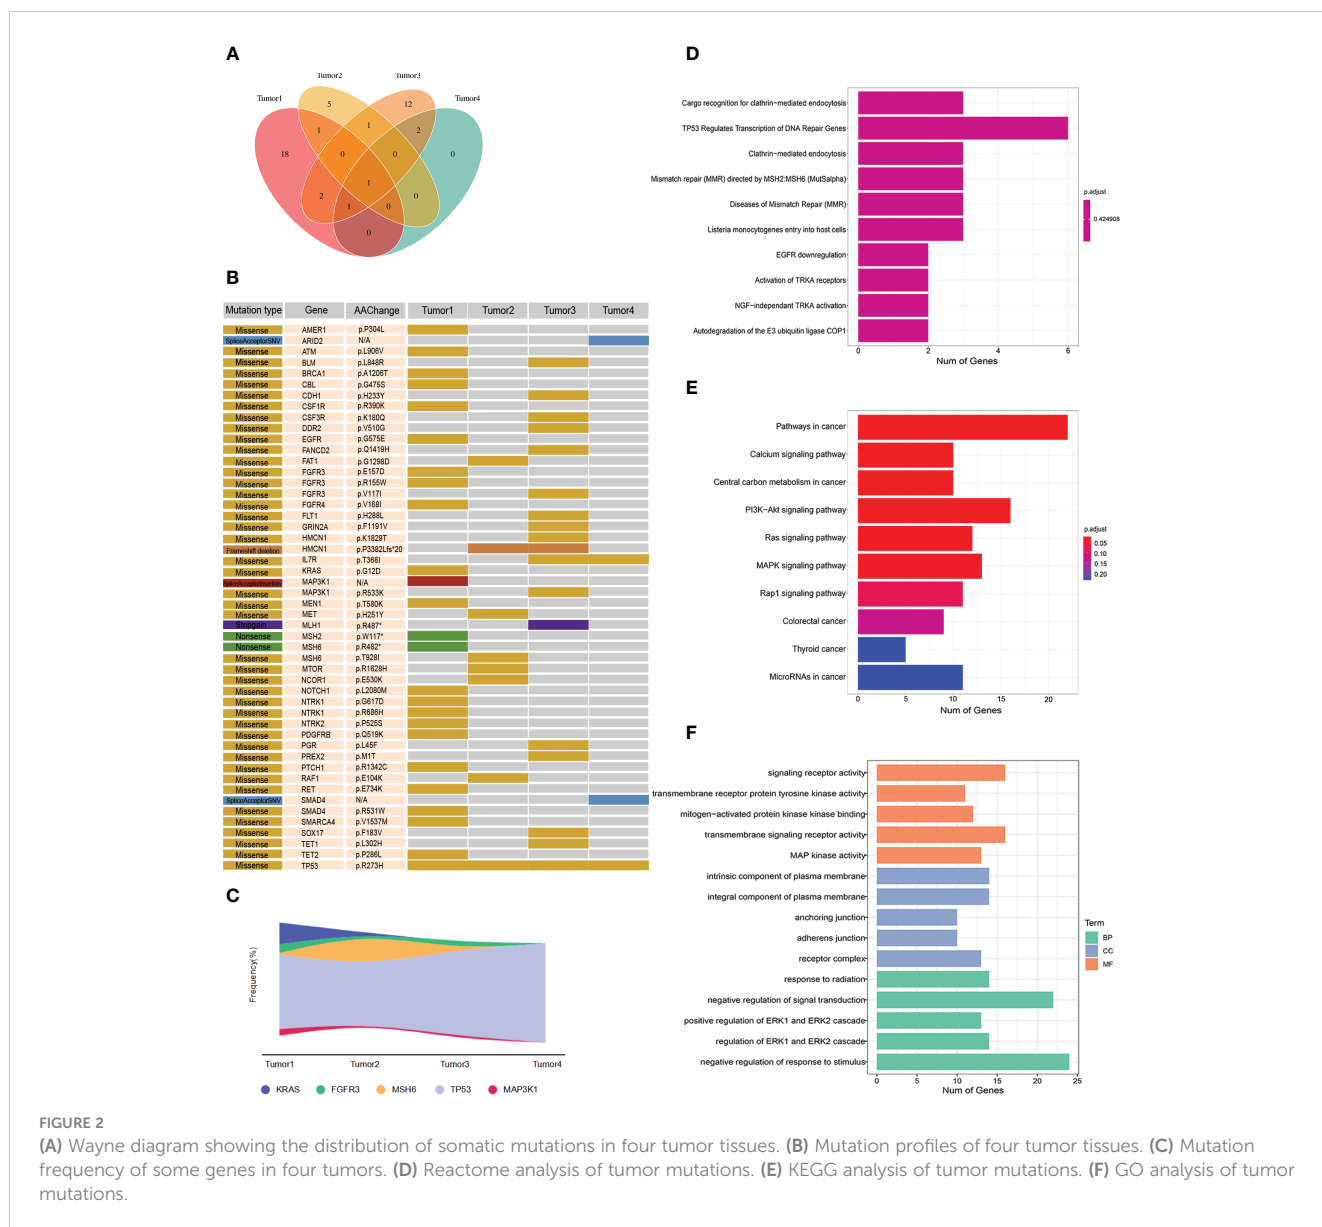 A
Tumor1
Tumor2
Tumor3
Tumor4
5
12
1
1
2
18
0
0
0
1
2
0
1
0
0
B
Mutation type Gene AAChange Tumor1 Tumor2 Tumor3 Tumor4
Missense AMER1 p.P304L
SpliceAcceptorSNV ARID2 N/A
Missense ATM p.L906V
Missense BLM p.L848R
Missense BRCA1 p.A1206T
Missense CBL p.G475S
Missense CDH1 p.H233Y
Missense CSF1R p.R390K
Missense CSF3R p.K180Q
Missense DDR2 p.V510G
Missense EGFR p.G575E
Missense FANCD2 p.Q1419H
Missense FAT1 p.G1298D
Missense FGFR3 p.E157D
Missense FGFR3 p.R155W
Missense FGFR3 p.V117I
Missense FGFR4 p.V168I
Missense FLT1 p.H288L
Missense GRIN2A p.F1191V
Missense HMCN1 p.K1829T
Frameshift deletion HMCN1 p.P3382Lfs*20
Missense IL7R p.T368I
Missense KRAS p.G12D
SpliceAcceptorInsertion MAP3K1 N/A
Missense MAP3K1 p.R533K
Missense MEN1 p.T580K
Missense MET p.H251Y
Stopgain MLH1 p.R487*
Nonsense MSH2 p.W117*
Nonsense MSH6 p.R482*
Missense MSH6 p.T928I
Missense MTOR p.R1628H
Missense NCOR1 p.E530K
Missense NOTCH1 p.L2080M
Missense NTRK1 p.G617D
Missense NTRK1 p.R686H
Missense NTRK2 p.P525S
Missense PDGFRB p.Q519K
Missense PGR p.L45F
Missense PREX2 p.M1T
Missense PTCH1 p.R1342C
Missense RAF1 p.E104K
Missense RET p.E734K
SpliceAcceptorSNV SMAD4 N/A
Missense SMAD4 p.R531W
Missense SMARCA4 p.V1537M
Missense SOX17 p.F183V
Missense TET1 p.L302H
Missense TET2 p.P286L
Missense TP53 p.R273H
C
Frequency(%)
Tumor1 Tumor2 Tumor3 Tumor4
KRAS FGFR3 MSH6 TP53 MAP3K1
D
Cargo recognition for clathrin-mediated endocytosis
TP53 Regulates Transcription of DNA Repair Genes
Clathrin-mediated endocytosis
Mismatch repair (MMR) directed by MSH2:MSH6 (MutSalpha)
Diseases of Mismatch Repair (MMR)
Listeria monocytogenes entry into host cells
EGFR downregulation
Activation of TRKA receptors
NGF-independant TRKA activation
Autodegradation of the E3 ubiquitin ligase COP1
0 2 4 6
Num of Genes
p.adjust
0.424908
E
Pathways in cancer
Calcium signaling pathway
Central carbon metabolism in cancer
PI3K-Akt signaling pathway
Ras signaling pathway
MAPK signaling pathway
Rap1 signaling pathway
Colorectal cancer
Thyroid cancer
MicroRNAs in cancer
0 5 10 15 20
Num of Genes
p.adjust
0.05
0.10
0.15
0.20
F
signaling receptor activity
transmembrane receptor protein tyrosine kinase activity
mitogen-activated protein kinase kinase binding
transmembrane signaling receptor activity
MAP kinase activity
intrinsic component of plasma membrane
integral component of plasma membrane
anchoring junction
adherens junction
receptor complex
response to radiation
negative regulation of signal transduction
positive regulation of ERK1 and ERK2 cascade
regulation of ERK1 and ERK2 cascade
negative regulation of response to stimulus
0 5 10 15 20 25
Num of Genes
Term
BP
CC
MF
FIGURE 2
(A) Wayne diagram showing the distribution of somatic mutations in four tumor tissues. (B) Mutation profiles of four tumor tissues. (C) Mutation
frequency of some genes in four tumors. (D) Reactome analysis of tumor mutations. (E) KEGG analysis of tumor mutations. (F) GO analysis of tumor
mutations.